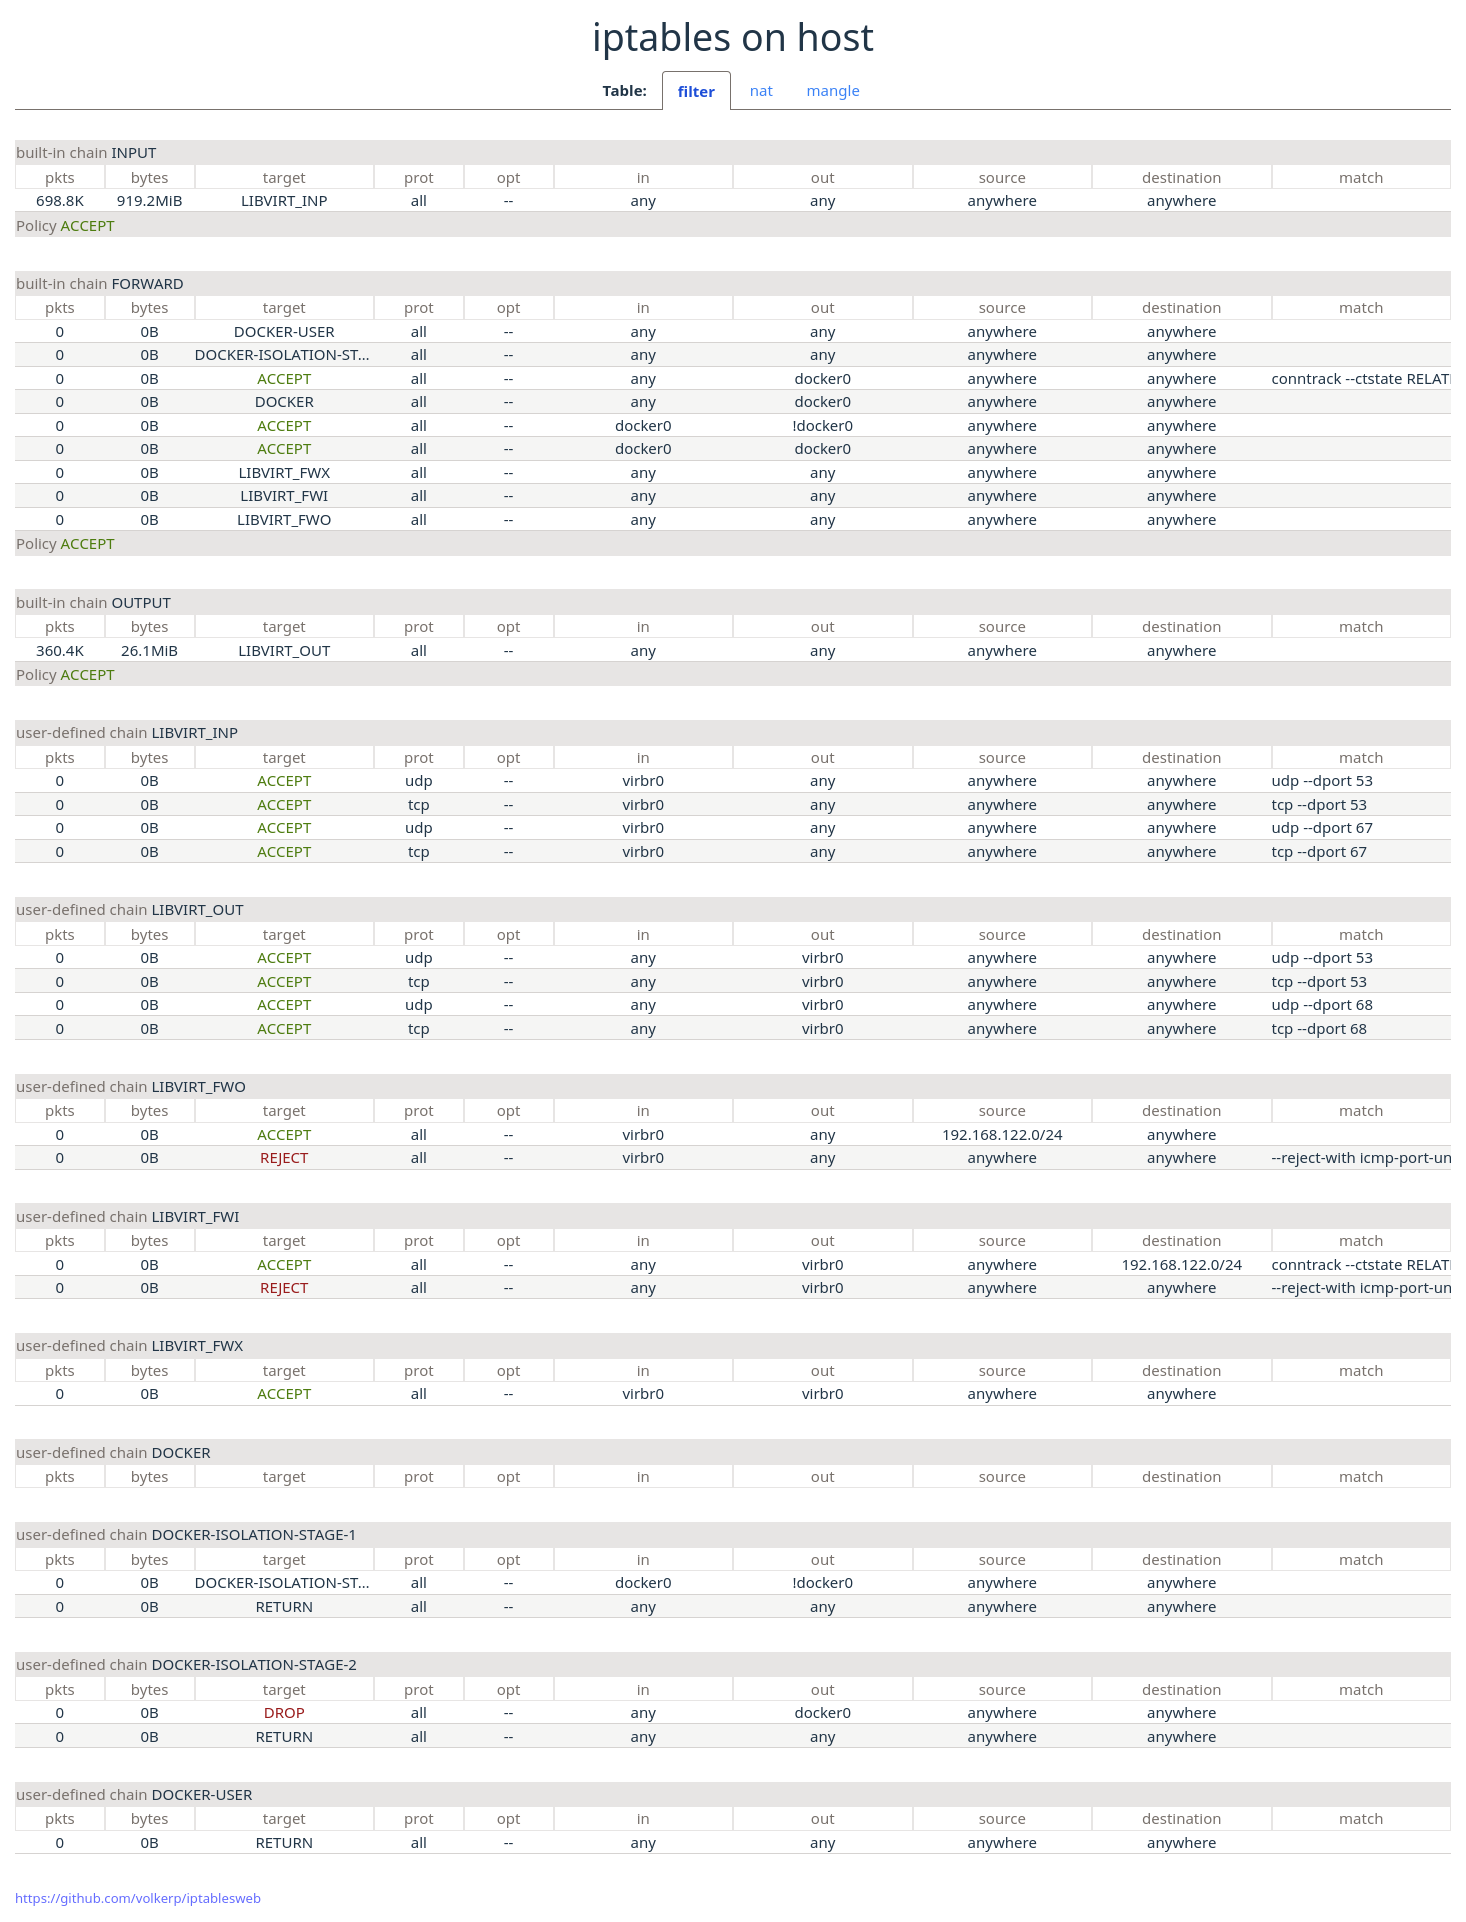 iptables on host
Table: filter nat mangle
built-in chain INPUT
pkts bytes target prot opt in out source destination match
698.8K 919.2MiB LIBVIRT_INP all -- any any anywhere anywhere
Policy ACCEPT
built-in chain FORWARD
pkts bytes target prot opt in out source destination match
0 0B DOCKER-USER all -- any any anywhere anywhere
0 0B DOCKER-ISOLATION-ST... all -- any any anywhere anywhere
0 0B ACCEPT all -- any docker0 anywhere anywhere conntrack --ctstate RELATI
0 0B DOCKER all -- any docker0 anywhere anywhere
0 0B ACCEPT all -- docker0 !docker0 anywhere anywhere
0 0B ACCEPT all -- docker0 docker0 anywhere anywhere
0 0B LIBVIRT_FWX all -- any any anywhere anywhere
0 0B LIBVIRT_FWI all -- any any anywhere anywhere
0 0B LIBVIRT_FWO all -- any any anywhere anywhere
Policy ACCEPT
built-in chain OUTPUT
pkts bytes target prot opt in out source destination match
360.4K 26.1MiB LIBVIRT_OUT all -- any any anywhere anywhere
Policy ACCEPT
user-defined chain LIBVIRT_INP
pkts bytes target prot opt in out source destination match
0 0B ACCEPT udp -- virbr0 any anywhere anywhere udp --dport 53
0 0B ACCEPT tcp -- virbr0 any anywhere anywhere tcp --dport 53
0 0B ACCEPT udp -- virbr0 any anywhere anywhere udp --dport 67
0 0B ACCEPT tcp -- virbr0 any anywhere anywhere tcp --dport 67
user-defined chain LIBVIRT_OUT
pkts bytes target prot opt in out source destination match
0 0B ACCEPT udp -- any virbr0 anywhere anywhere udp --dport 53
0 0B ACCEPT tcp -- any virbr0 anywhere anywhere tcp --dport 53
0 0B ACCEPT udp -- any virbr0 anywhere anywhere udp --dport 68
0 0B ACCEPT tcp -- any virbr0 anywhere anywhere tcp --dport 68
user-defined chain LIBVIRT_FWO
pkts bytes target prot opt in out source destination match
0 0B ACCEPT all -- virbr0 any 192.168.122.0/24 anywhere
0 0B REJECT all -- virbr0 any anywhere anywhere --reject-with icmp-port-un
user-defined chain LIBVIRT_FWI
pkts bytes target prot opt in out source destination match
0 0B ACCEPT all -- any virbr0 anywhere 192.168.122.0/24 conntrack --ctstate RELATI
0 0B REJECT all -- any virbr0 anywhere anywhere --reject-with icmp-port-un
user-defined chain LIBVIRT_FWX
pkts bytes target prot opt in out source destination match
0 0B ACCEPT all -- virbr0 virbr0 anywhere anywhere
user-defined chain DOCKER
pkts bytes target prot opt in out source destination match
user-defined chain DOCKER-ISOLATION-STAGE-1
pkts bytes target prot opt in out source destination match
0 0B DOCKER-ISOLATION-ST... all -- docker0 !docker0 anywhere anywhere
0 0B RETURN all -- any any anywhere anywhere
user-defined chain DOCKER-ISOLATION-STAGE-2
pkts bytes target prot opt in out source destination match
0 0B DROP all -- any docker0 anywhere anywhere
0 0B RETURN all -- any any anywhere anywhere
user-defined chain DOCKER-USER
pkts bytes target prot opt in out source destination match
0 0B RETURN all -- any any anywhere anywhere
https://github.com/volkerp/iptablesweb